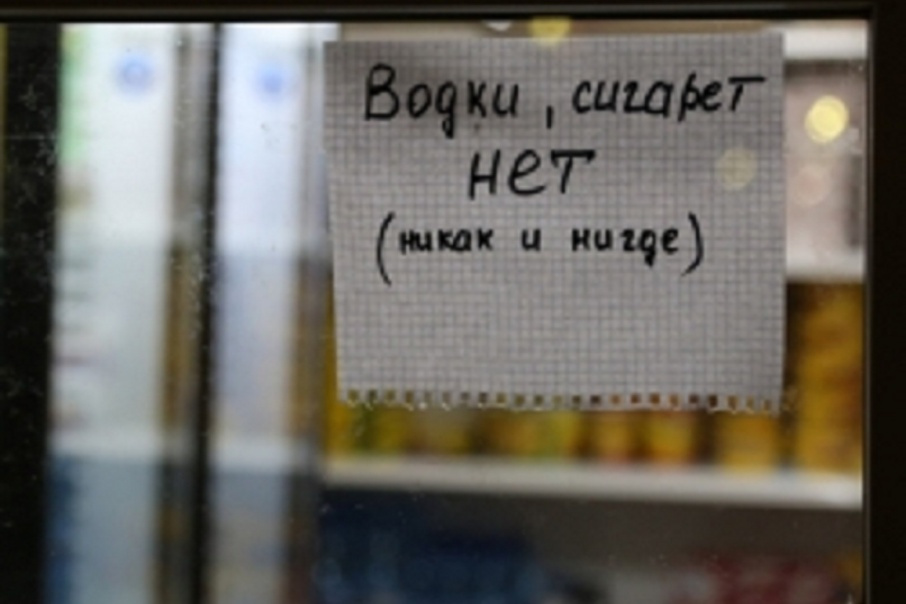 Водки, сигарет
нет
(никак и нигде)